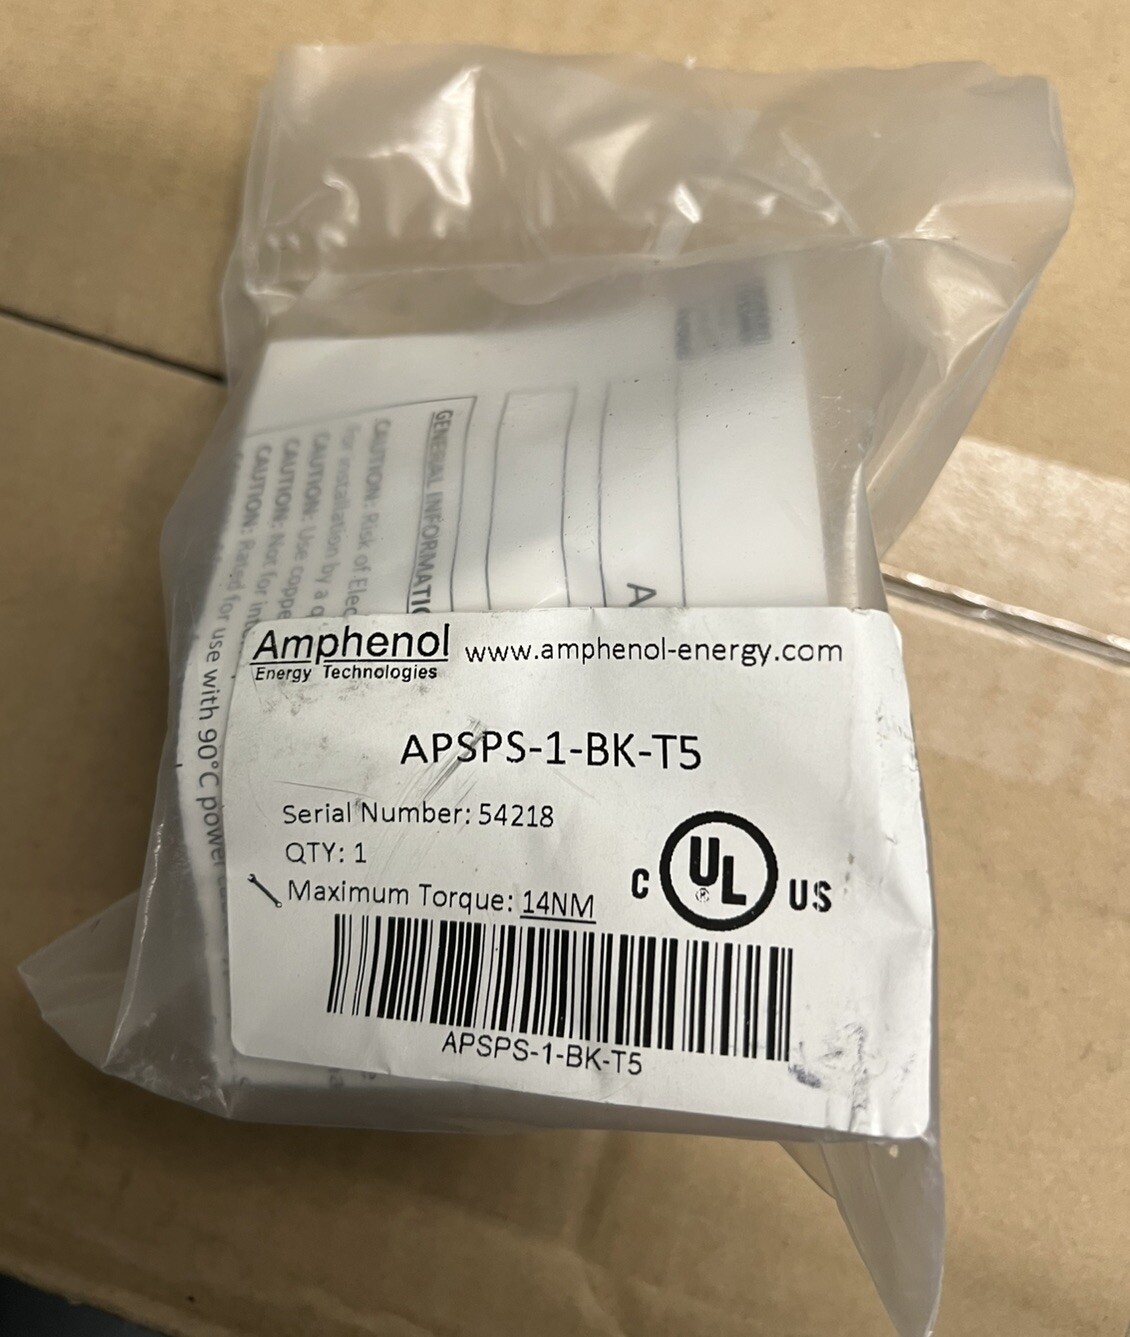 GENERAL INFORMATIO
CAUTION: Risk of Elec
for installation by a q
CAUTION: Use coppe
CAUTION: Not for int
CAUTION: Rated for use with 90°C power
A
Amphenol
Energy Technologies
www.amphenol-energy.com
APSPS-1-BK-T5
Serial Number: 54218
QTY: 1
Maximum Torque: 14NM
C UL ® US
APSPS-1-BK-T5